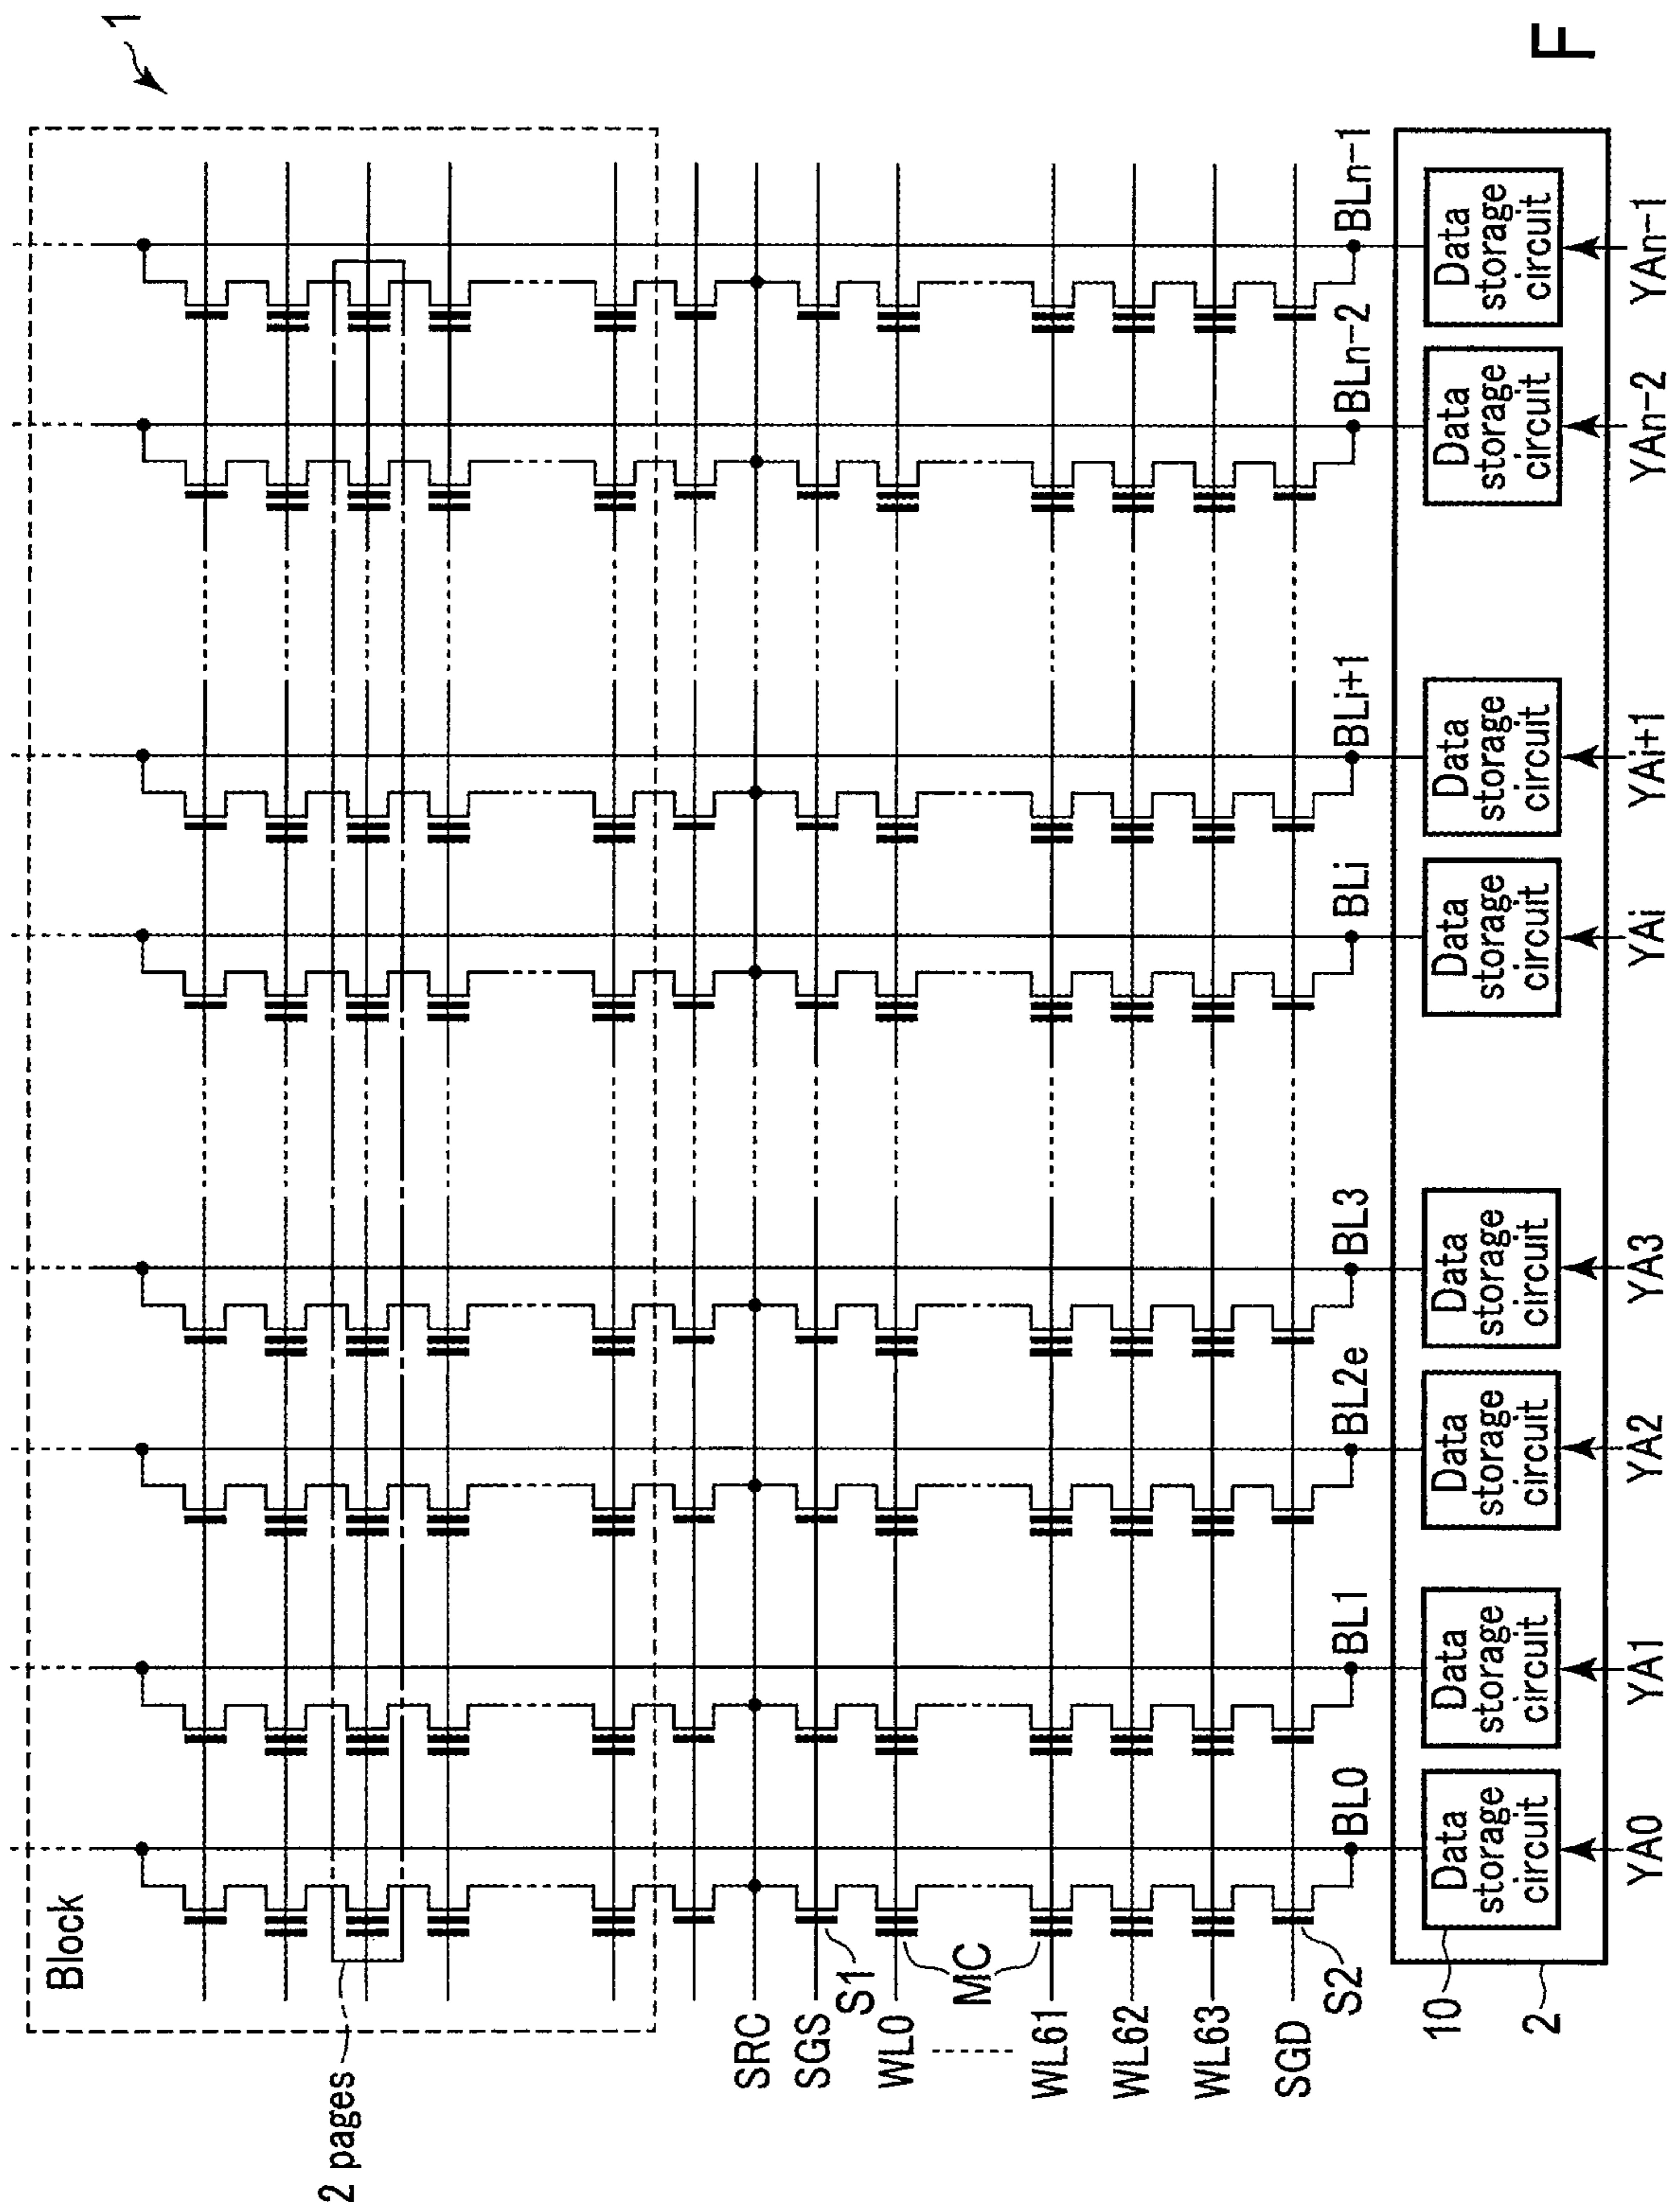 1
Block
2 pages
SRC
SGS
S1
WL0
MC
WL61
WL62
WL63
SGD
S2
BL0
BL1
BL2e
BL3
BLi
BLi+1
BLn-2
BLn-1
10
2
Data
storage
circuit
Data
storage
circuit
Data
storage
circuit
Data
storage
circuit
Data
storage
circuit
Data
storage
circuit
Data
storage
circuit
Data
storage
circuit
YA0
YA1
YA2
YA3
YAi
YAi+1
YAn-2
YAn-1
F